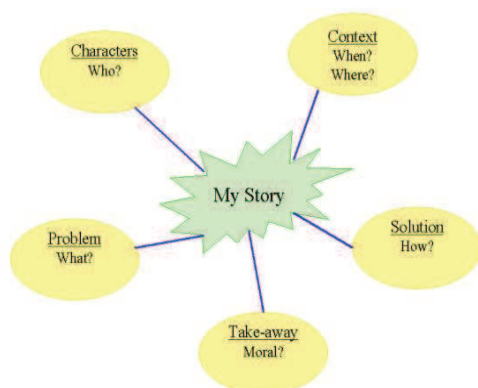 Characters
Who?
Context
When?
Where?
My Story
Problem
What?
Solution
How?
Take-away
Moral?